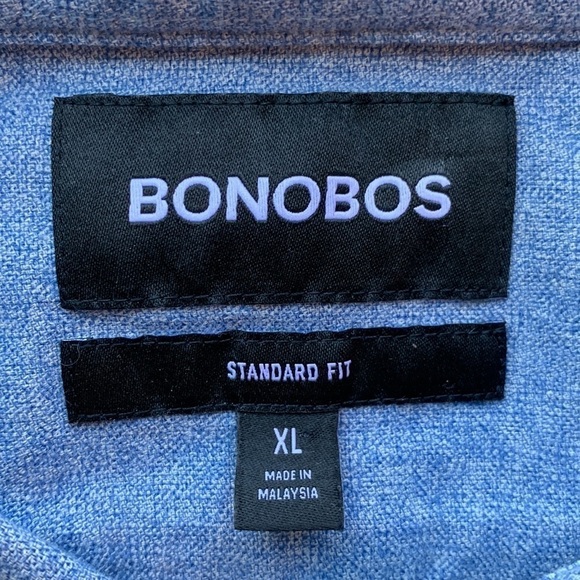 BONOBOS
STANDARD FIT
XL
MADE IN
MALAYSIA